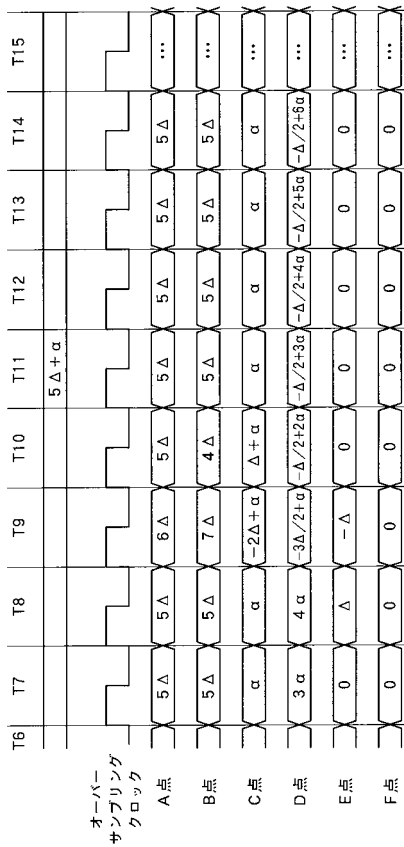 T6 T7 T8 T9 T10 T11 T12 T13 T14 T15
5Δ+α
オーバー
サンプリング
クロック
A点 5Δ 5Δ 6Δ 5Δ 5Δ 5Δ 5Δ 5Δ ...
B点 5Δ 5Δ 7Δ 4Δ 5Δ 5Δ 5Δ 5Δ ...
C点 α α -2Δ+α Δ+α α α α α ...
D点 3α 4α -3Δ/2+α -Δ/2+2α -Δ/2+3α -Δ/2+4α -Δ/2+5α -Δ/2+6α ...
E点 0 Δ -Δ 0 0 0 0 0 ...
F点 0 0 0 0 0 0 0 0 ...